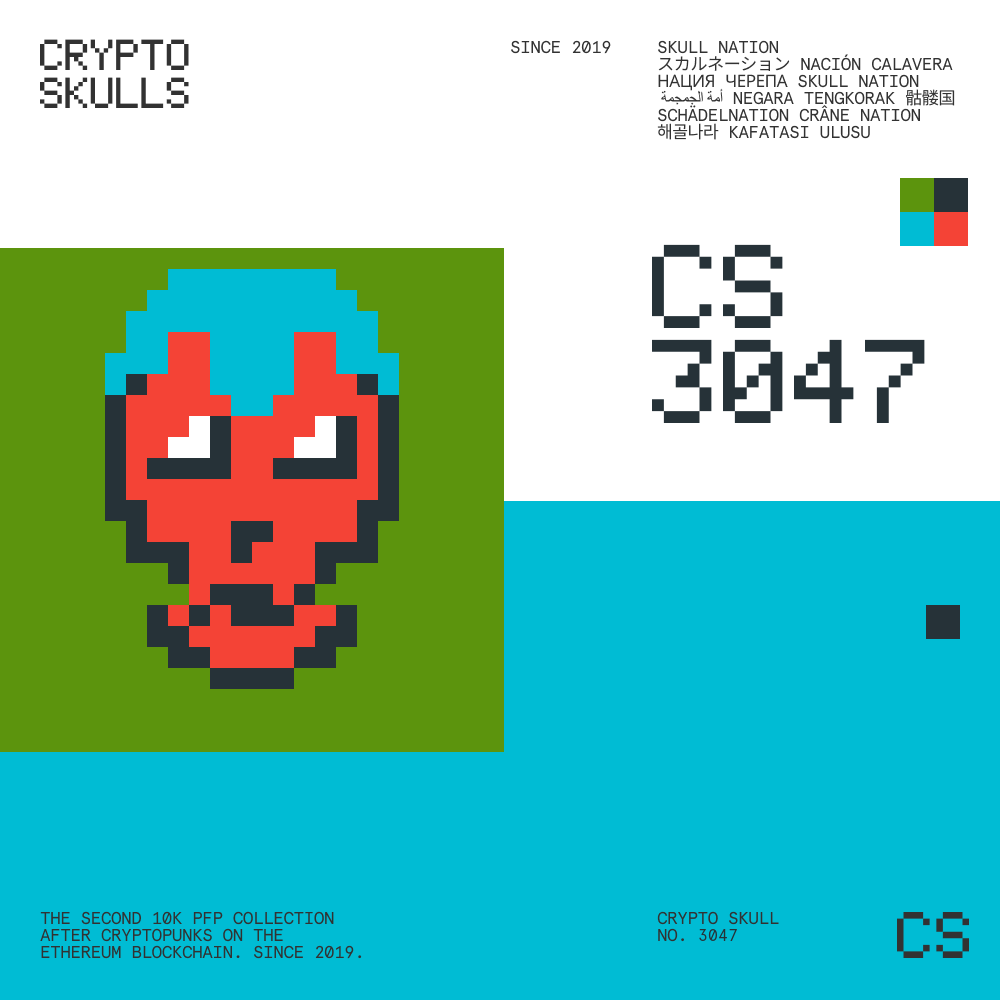 CRYPTO
SKULLS
SINCE 2019
SKULL NATION
スカルネーション NACIÓN CALAVERA
НАЦИЯ ЧЕРЕПА SKULL NATION
أمة الجمجمة NEGARA TENGKORAK 骷髅国
SCHÄDELNATION CRÂNE NATION
해골나라 KAFATASI ULUSU
CS
3047
THE SECOND 10K PFP COLLECTION
AFTER CRYPTOPUNKS ON THE
ETHEREUM BLOCKCHAIN. SINCE 2019.
CRYPTO SKULL
NO. 3047
CS